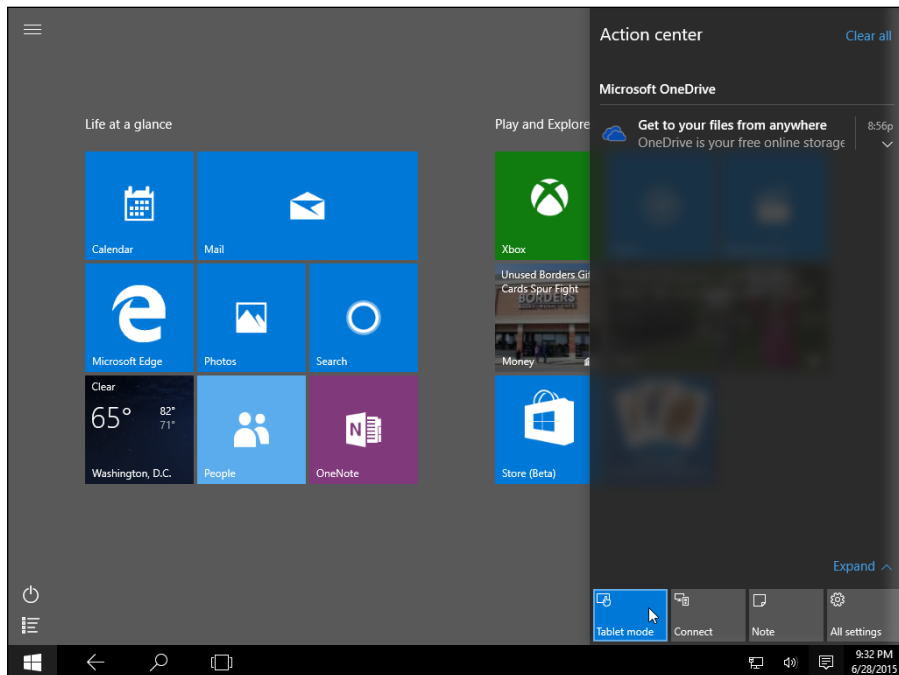 Action center
Clear all
Microsoft OneDrive
Get to your files from anywhere
8:56p
OneDrive is your free online storage
Life at a glance
Play and Explore
Calendar
Mail
Xbox
Unused Borders Gif
Cards Spur Fight
BORDERS
Microsoft Edge
Photos
Search
Money
Clear
65°
82°
71°
Washington, D.C.
People
N
OneNote
Store (Beta)
Expand
Tablet mode
Connect
Note
All settings
9:32 PM
6/28/2015